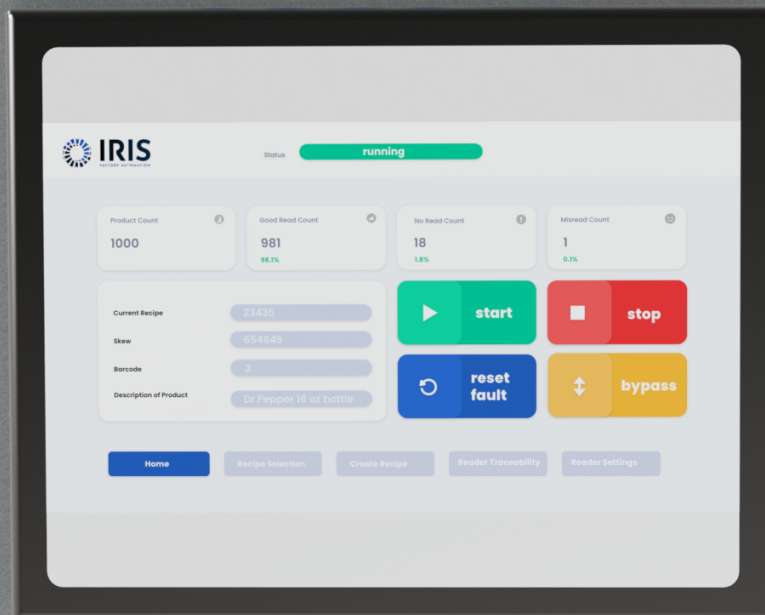 IRIS
FACTORY AUTOMATION
Status
running
Product Count
1000
Good Read Count
981
98.1%
No Read Count
18
1.8%
Misread Count
1
0.1%
Current Recipe
23435
Skew
654646
Barcode
3
Description of Product
Dr.Pepper 16 oz bottle
start
stop
reset
fault
bypass
Home
Recipe Selection
Create Recipe
Reader Traceability
Reader Settings